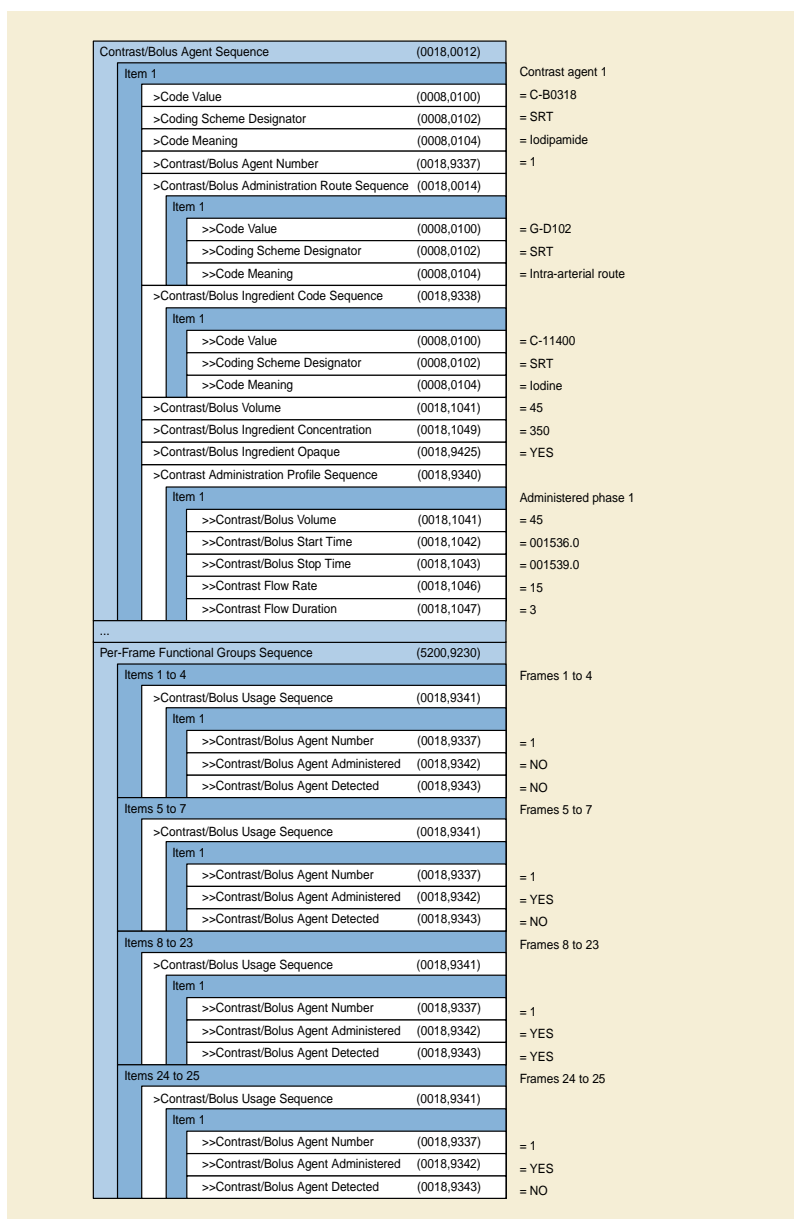 Contrast/Bolus Agent Sequence (0018,0012)
Item 1 Contrast agent 1
>Code Value (0008,0100) = C-B0318
>Coding Scheme Designator (0008,0102) = SRT
>Code Meaning (0008,0104) = Iodipamide
>Contrast/Bolus Agent Number (0018,9337) = 1
>Contrast/Bolus Administration Route Sequence (0018,0014)
Item 1
>>Code Value (0008,0100) = G-D102
>>Coding Scheme Designator (0008,0102) = SRT
>>Code Meaning (0008,0104) = Intra-arterial route
>Contrast/Bolus Ingredient Code Sequence (0018,9338)
Item 1
>>Code Value (0008,0100) = C-11400
>>Coding Scheme Designator (0008,0102) = SRT
>>Code Meaning (0008,0104) = Iodine
>Contrast/Bolus Volume (0018,1041) = 45
>Contrast/Bolus Ingredient Concentration (0018,1049) = 350
>Contrast/Bolus Ingredient Opaque (0018,9425) = YES
>Contrast Administration Profile Sequence (0018,9340)
Item 1 Administered phase 1
>>Contrast/Bolus Volume (0018,1041) = 45
>>Contrast/Bolus Start Time (0018,1042) = 001536.0
>>Contrast/Bolus Stop Time (0018,1043) = 001539.0
>>Contrast Flow Rate (0018,1046) = 15
>>Contrast Flow Duration (0018,1047) = 3
...
Per-Frame Functional Groups Sequence (5200,9230)
Items 1 to 4 Frames 1 to 4
>Contrast/Bolus Usage Sequence (0018,9341)
Item 1
>>Contrast/Bolus Agent Number (0018,9337) = 1
>>Contrast/Bolus Agent Administered (0018,9342) = NO
>>Contrast/Bolus Agent Detected (0018,9343) = NO
Items 5 to 7 Frames 5 to 7
>Contrast/Bolus Usage Sequence (0018,9341)
Item 1
>>Contrast/Bolus Agent Number (0018,9337) = 1
>>Contrast/Bolus Agent Administered (0018,9342) = YES
>>Contrast/Bolus Agent Detected (0018,9343) = NO
Items 8 to 23 Frames 8 to 23
>Contrast/Bolus Usage Sequence (0018,9341)
Item 1
>>Contrast/Bolus Agent Number (0018,9337) = 1
>>Contrast/Bolus Agent Administered (0018,9342) = YES
>>Contrast/Bolus Agent Detected (0018,9343) = YES
Items 24 to 25 Frames 24 to 25
>Contrast/Bolus Usage Sequence (0018,9341)
Item 1
>>Contrast/Bolus Agent Number (0018,9337) = 1
>>Contrast/Bolus Agent Administered (0018,9342) = YES
>>Contrast/Bolus Agent Detected (0018,9343) = NO